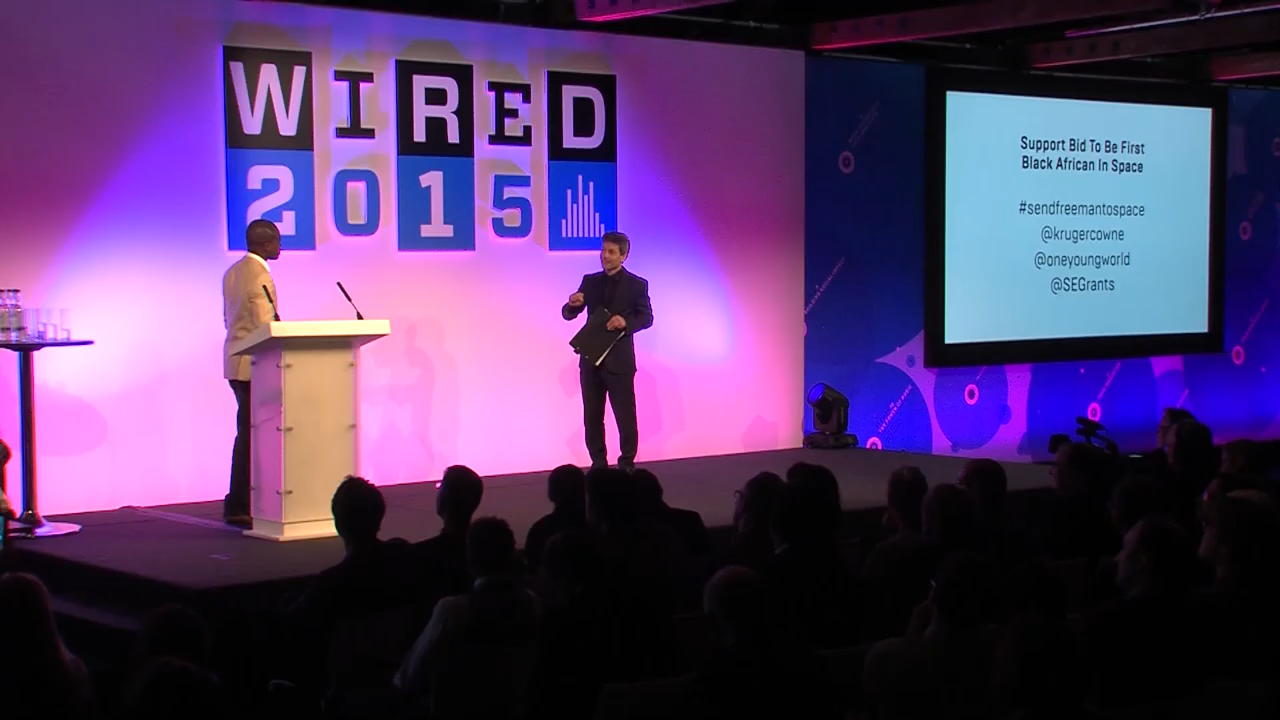 WIRED
2015
Support Bid To Be First
Black African In Space
#sendfreemantospace
@krugercowne
@oneyoungworld
@SEGrants